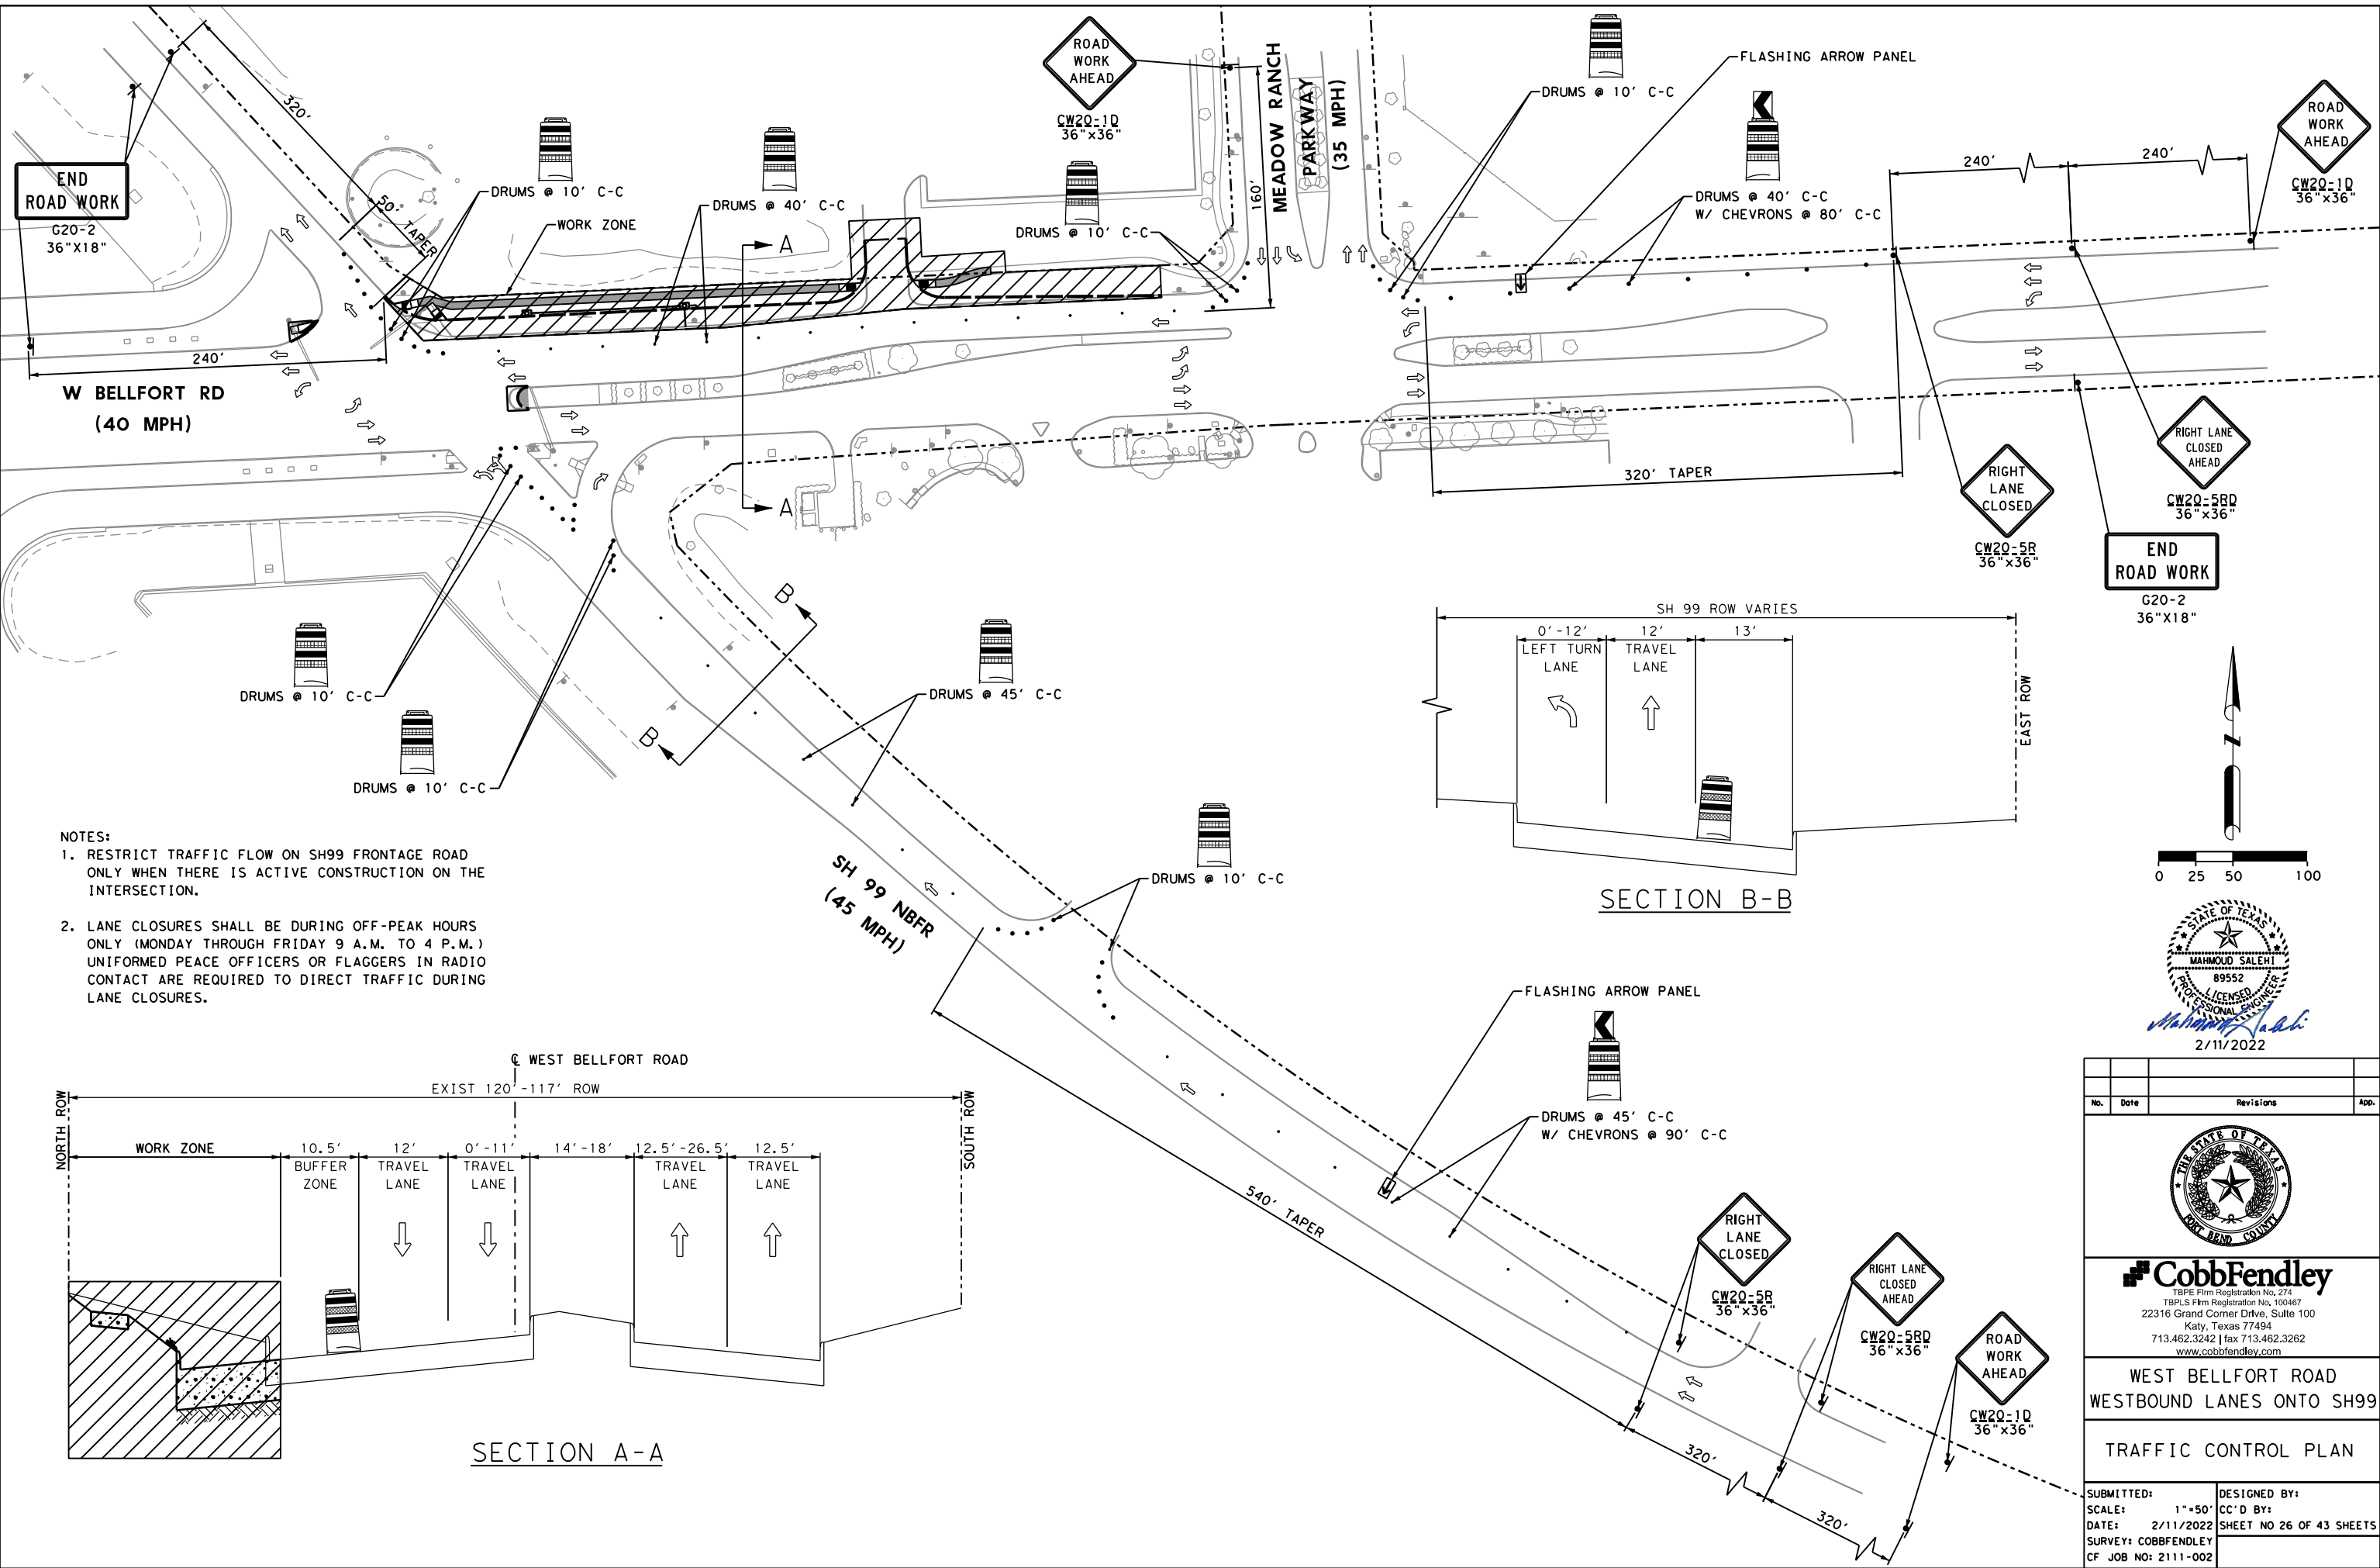 END
ROAD WORK
G20-2
36"X18"
320'
50' TAPER
DRUMS @ 10' C-C
WORK ZONE
DRUMS @ 40' C-C
DRUMS @ 10' C-C
ROAD
WORK
AHEAD
CW20-1D
36"x36"
160'
MEADOW RANCH
PARKWAY
(35 MPH)
DRUMS @ 10' C-C
FLASHING ARROW PANEL
DRUMS @ 40' C-C
W/ CHEVRONS @ 80' C-C
240'
240'
ROAD
WORK
AHEAD
CW20-1D
36"x36"
A
A
240'
W BELLFORT RD
(40 MPH)
320' TAPER
RIGHT
LANE
CLOSED
CW20-5R
36"x36"
RIGHT LANE
CLOSED
AHEAD
CW20-5RD
36"x36"
END
ROAD WORK
G20-2
36"X18"
DRUMS @ 10' C-C
DRUMS @ 10' C-C
B
B
DRUMS @ 45' C-C
SH 99 NBFR
(45 MPH)
DRUMS @ 10' C-C
SH 99 ROW VARIES
0'-12'
12'
13'
LEFT TURN
LANE
TRAVEL
LANE
EAST ROW
SECTION B-B
N
0 25 50 100
NOTES:
1. RESTRICT TRAFFIC FLOW ON SH99 FRONTAGE ROAD
ONLY WHEN THERE IS ACTIVE CONSTRUCTION ON THE
INTERSECTION.
2. LANE CLOSURES SHALL BE DURING OFF-PEAK HOURS
ONLY (MONDAY THROUGH FRIDAY 9 A.M. TO 4 P.M.)
UNIFORMED PEACE OFFICERS OR FLAGGERS IN RADIO
CONTACT ARE REQUIRED TO DIRECT TRAFFIC DURING
LANE CLOSURES.
FLASHING ARROW PANEL
DRUMS @ 45' C-C
W/ CHEVRONS @ 90' C-C
540' TAPER
RIGHT
LANE
CLOSED
CW20-5R
36"x36"
RIGHT LANE
CLOSED
AHEAD
CW20-5RD
36"x36"
ROAD
WORK
AHEAD
CW20-1D
36"x36"
320'
320'
℄ WEST BELLFORT ROAD
EXIST 120'-117' ROW
NORTH ROW
SOUTH ROW
WORK ZONE
10.5'
BUFFER
ZONE
12'
TRAVEL
LANE
0'-11'
TRAVEL
LANE
14'-18'
12.5'-26.5'
TRAVEL
LANE
12.5'
TRAVEL
LANE
SECTION A-A
STATE OF TEXAS
MAHMOUD SALEHI
89552
LICENSED
PROFESSIONAL ENGINEER
Mahmoud Salehi
2/11/2022
No. Date Revisions App.
THE STATE OF TEXAS
FORT BEND COUNTY
CobbFendley
TBPE Firm Registration No. 274
TBPLS Firm Registration No. 100467
22316 Grand Corner Drive, Suite 100
Katy, Texas 77494
713.462.3242 | fax 713.462.3262
www.cobbfendley.com
WEST BELLFORT ROAD
WESTBOUND LANES ONTO SH99
TRAFFIC CONTROL PLAN
SUBMITTED:
SCALE: 1"=50'
DATE: 2/11/2022
SURVEY: COBBFENDLEY
CF JOB NO: 2111-002
DESIGNED BY:
CC'D BY:
SHEET NO 26 OF 43 SHEETS